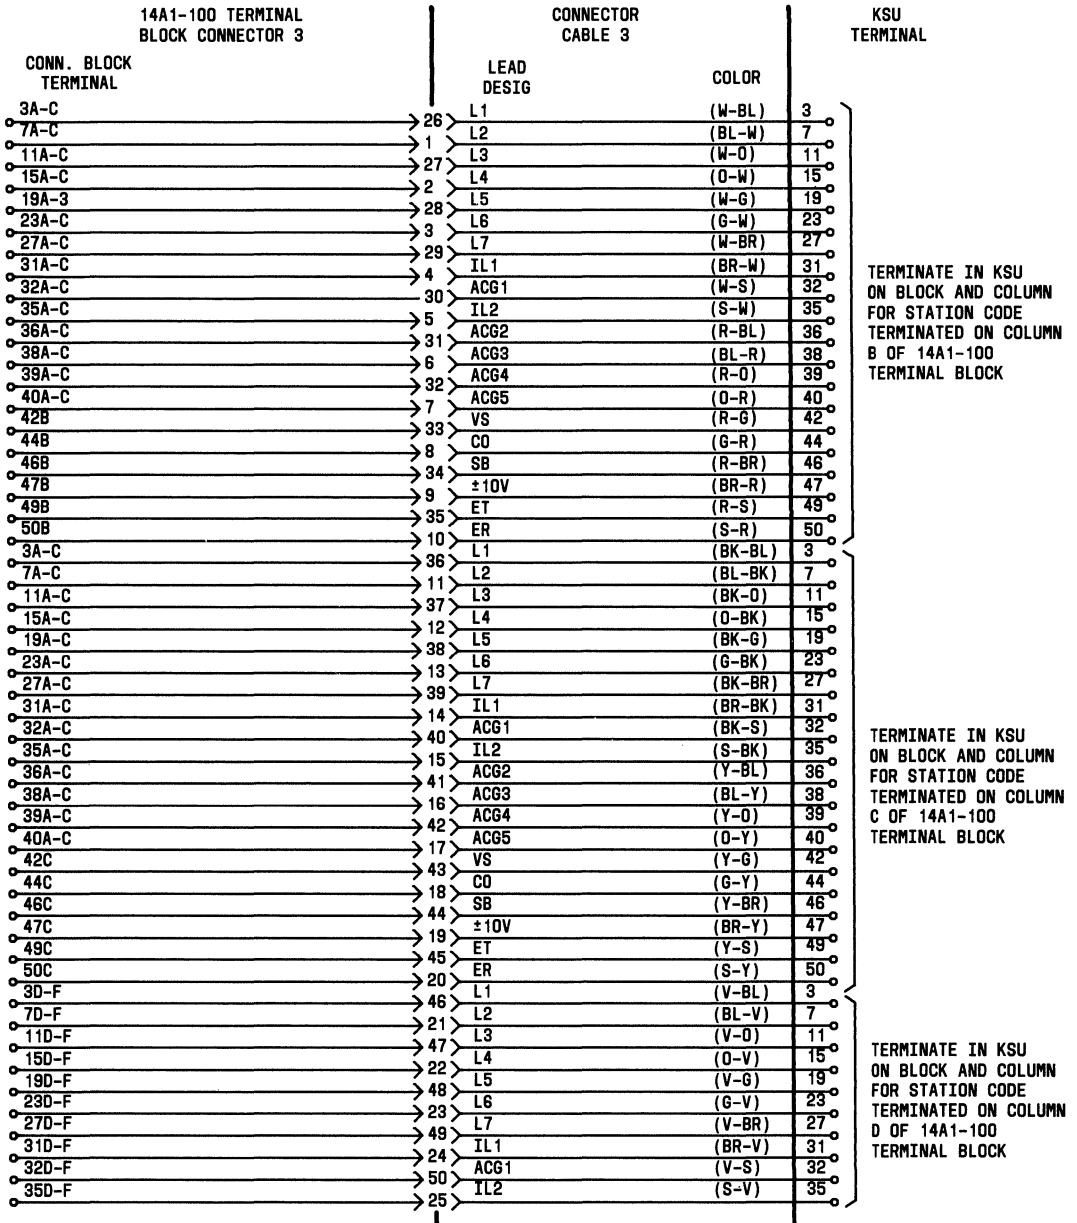 14A1-100 TERMINAL BLOCK CONNECTOR 3 CONNECTOR CABLE 3 KSU TERMINAL
CONN. BLOCK TERMINAL LEAD DESIG COLOR
3A-C 26 L1 (W-BL) 3
7A-C 1 L2 (BL-W) 7
11A-C 27 L3 (W-O) 11
15A-C 2 L4 (O-W) 15
19A-3 28 L5 (W-G) 19
23A-C 3 L6 (G-W) 23
27A-C 29 L7 (W-BR) 27
31A-C 4 IL1 (BR-W) 31
32A-C 30 ACG1 (W-S) 32
35A-C 5 IL2 (S-W) 35
36A-C 31 ACG2 (R-BL) 36
38A-C 6 ACG3 (BL-R) 38
39A-C 32 ACG4 (R-O) 39
40A-C 7 ACG5 (O-R) 40
42B 33 VS (R-G) 42
44B 8 CO (G-R) 44
46B 34 SB (R-BR) 46
47B 9 ±10V (BR-R) 47
49B 35 ET (R-S) 49
50B 10 ER (S-R) 50
TERMINATE IN KSU
ON BLOCK AND COLUMN
FOR STATION CODE
TERMINATED ON COLUMN
B OF 14A1-100
TERMINAL BLOCK
3A-C 36 L1 (BK-BL) 3
7A-C 11 L2 (BL-BK) 7
11A-C 37 L3 (BK-O) 11
15A-C 12 L4 (O-BK) 15
19A-C 38 L5 (BK-G) 19
23A-C 13 L6 (G-BK) 23
27A-C 39 L7 (BK-BR) 27
31A-C 14 IL1 (BR-BK) 31
32A-C 40 ACG1 (BK-S) 32
35A-C 15 IL2 (S-BK) 35
36A-C 41 ACG2 (Y-BL) 36
38A-C 16 ACG3 (BL-Y) 38
39A-C 42 ACG4 (Y-O) 39
40A-C 17 ACG5 (O-Y) 40
42C 43 VS (Y-G) 42
44C 18 CO (G-Y) 44
46C 44 SB (Y-BR) 46
47C 19 ±10V (BR-Y) 47
49C 45 ET (Y-S) 49
50C 20 ER (S-Y) 50
TERMINATE IN KSU
ON BLOCK AND COLUMN
FOR STATION CODE
TERMINATED ON COLUMN
C OF 14A1-100
TERMINAL BLOCK
3D-F 46 L1 (V-BL) 3
7D-F 21 L2 (BL-V) 7
11D-F 47 L3 (V-O) 11
15D-F 22 L4 (O-V) 15
19D-F 48 L5 (V-G) 19
23D-F 23 L6 (G-V) 23
27D-F 49 L7 (V-BR) 27
31D-F 24 IL1 (BR-V) 31
32D-F 50 ACG1 (V-S) 32
35D-F 25 IL2 (S-V) 35
TERMINATE IN KSU
ON BLOCK AND COLUMN
FOR STATION CODE
TERMINATED ON COLUMN
D OF 14A1-100
TERMINAL BLOCK